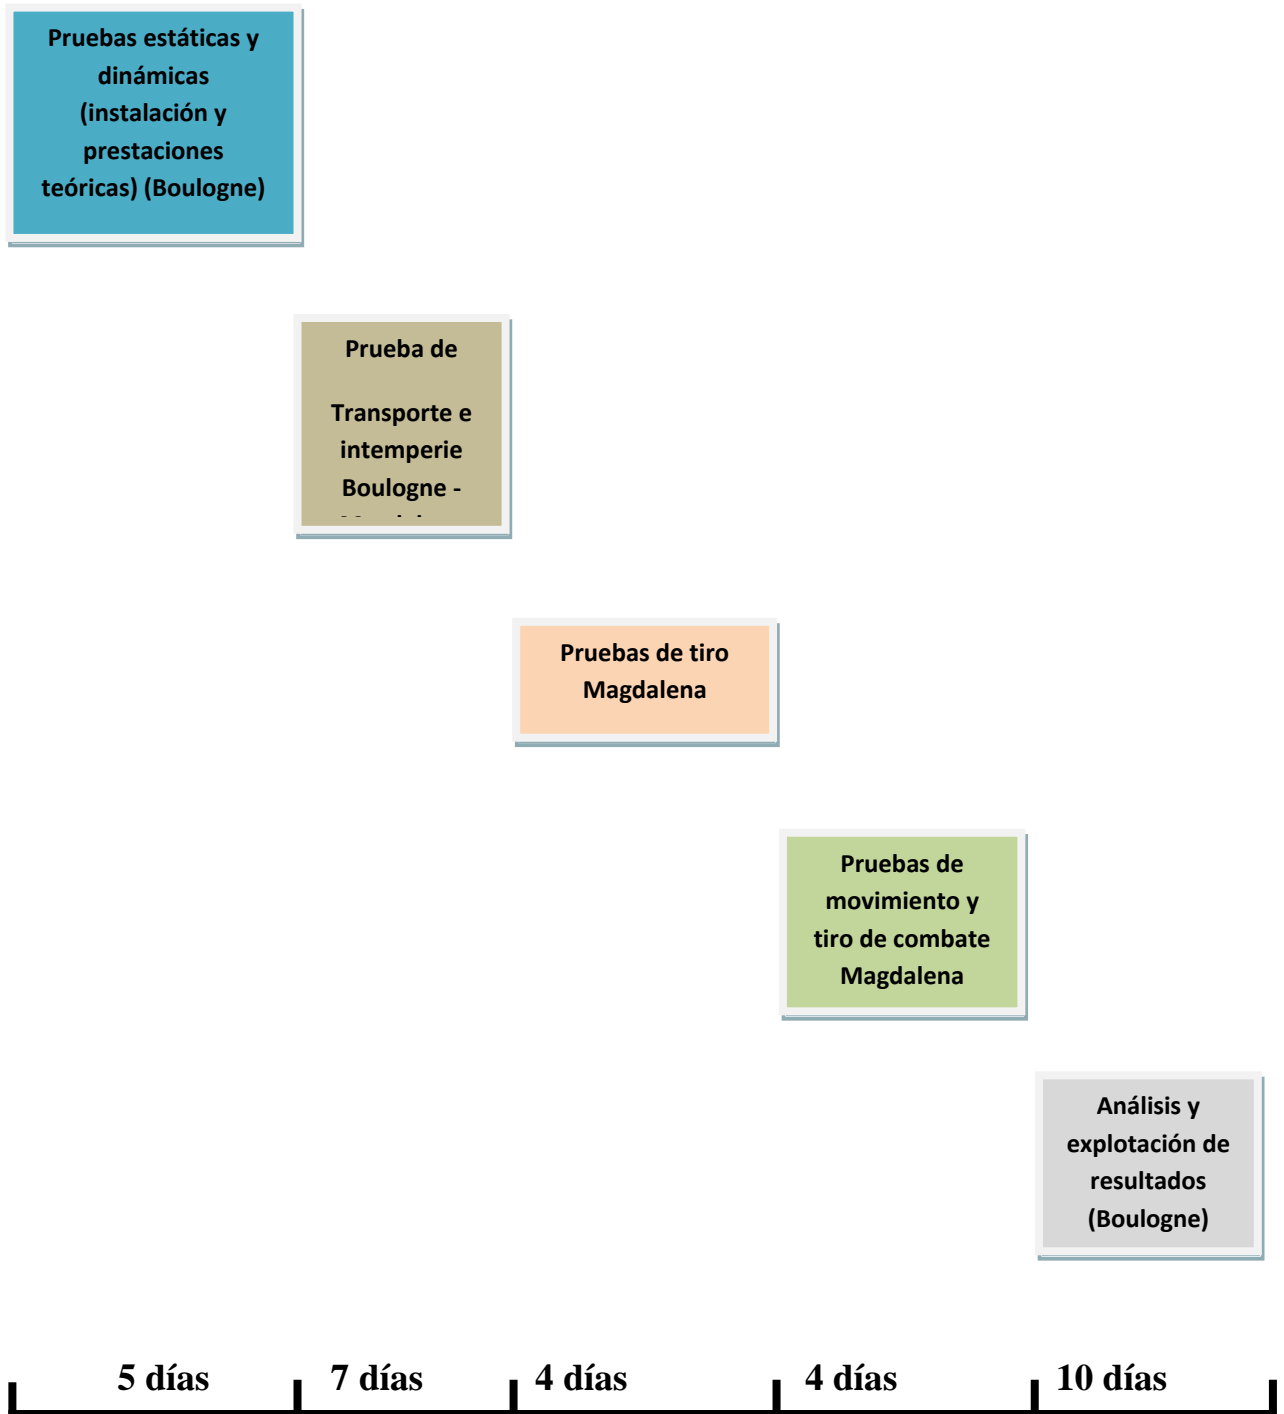 Pruebas estáticas y
dinámicas
(instalación y
prestaciones
teóricas) (Boulogne)
Prueba de
Transporte e
intemperie
Boulogne -
Pruebas de tiro
Magdalena
Pruebas de
movimiento y
tiro de combate
Magdalena
Análisis y
explotación de
resultados
(Boulogne)
5 días
7 días
4 días
4 días
10 días